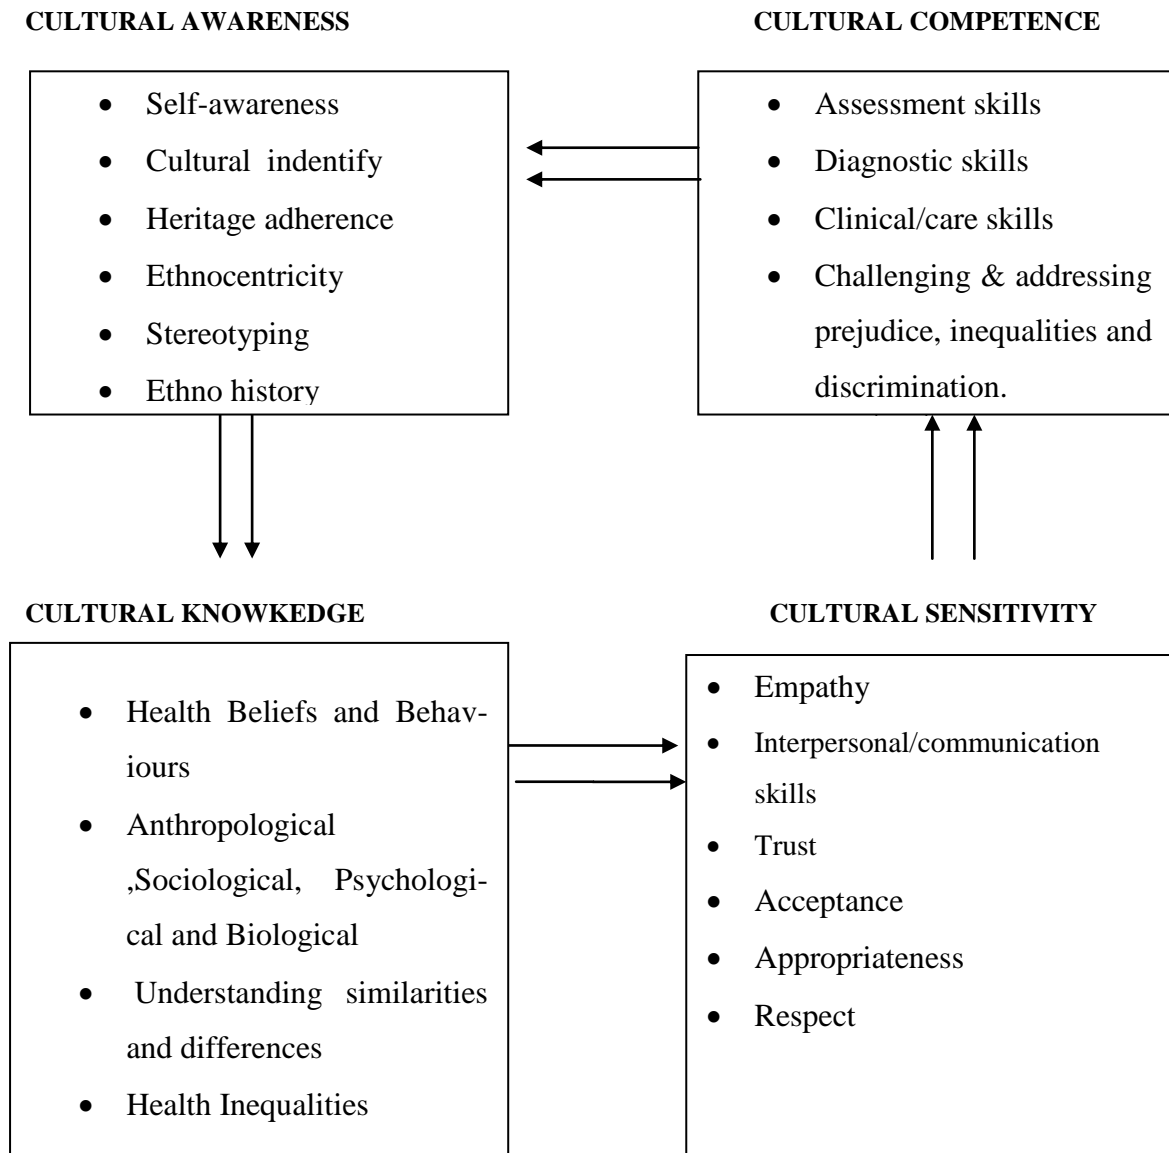 CULTURAL AWARENESS
• Self-awareness
• Cultural indentify
• Heritage adherence
• Ethnocentricity
• Stereotyping
• Ethno history
CULTURAL COMPETENCE
• Assessment skills
• Diagnostic skills
• Clinical/care skills
• Challenging & addressing
prejudice, inequalities and
discrimination.
CULTURAL KNOWKEDGE
• Health Beliefs and Behav-
iours
• Anthropological
,Sociological, Psychologi-
cal and Biological
• Understanding similarities
and differences
• Health Inequalities
CULTURAL SENSITIVITY
• Empathy
• Interpersonal/communication
skills
• Trust
• Acceptance
• Appropriateness
• Respect